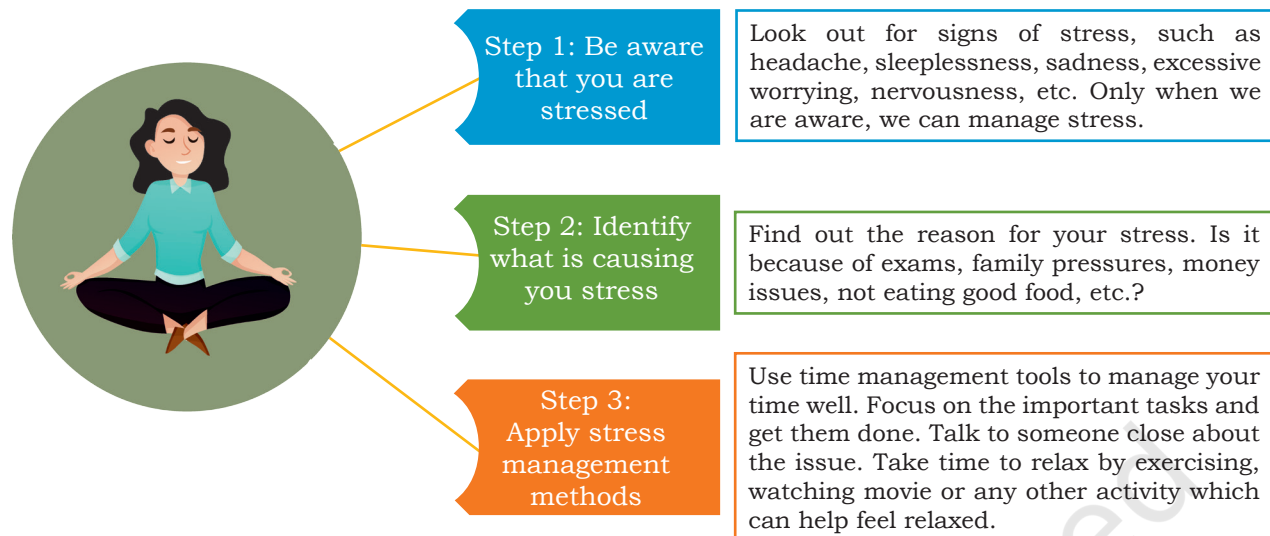 Step 1: Be aware
that you are
stressed
Look out for signs of stress, such as
headache, sleeplessness, sadness, excessive
worrying, nervousness, etc. Only when we
are aware, we can manage stress.
Step 2: Identify
what is causing
you stress
Find out the reason for your stress. Is it
because of exams, family pressures, money
issues, not eating good food, etc.?
Step 3:
Apply stress
management
methods
Use time management tools to manage your
time well. Focus on the important tasks and
get them done. Talk to someone close about
the issue. Take time to relax by exercising,
watching movie or any other activity which
can help feel relaxed.